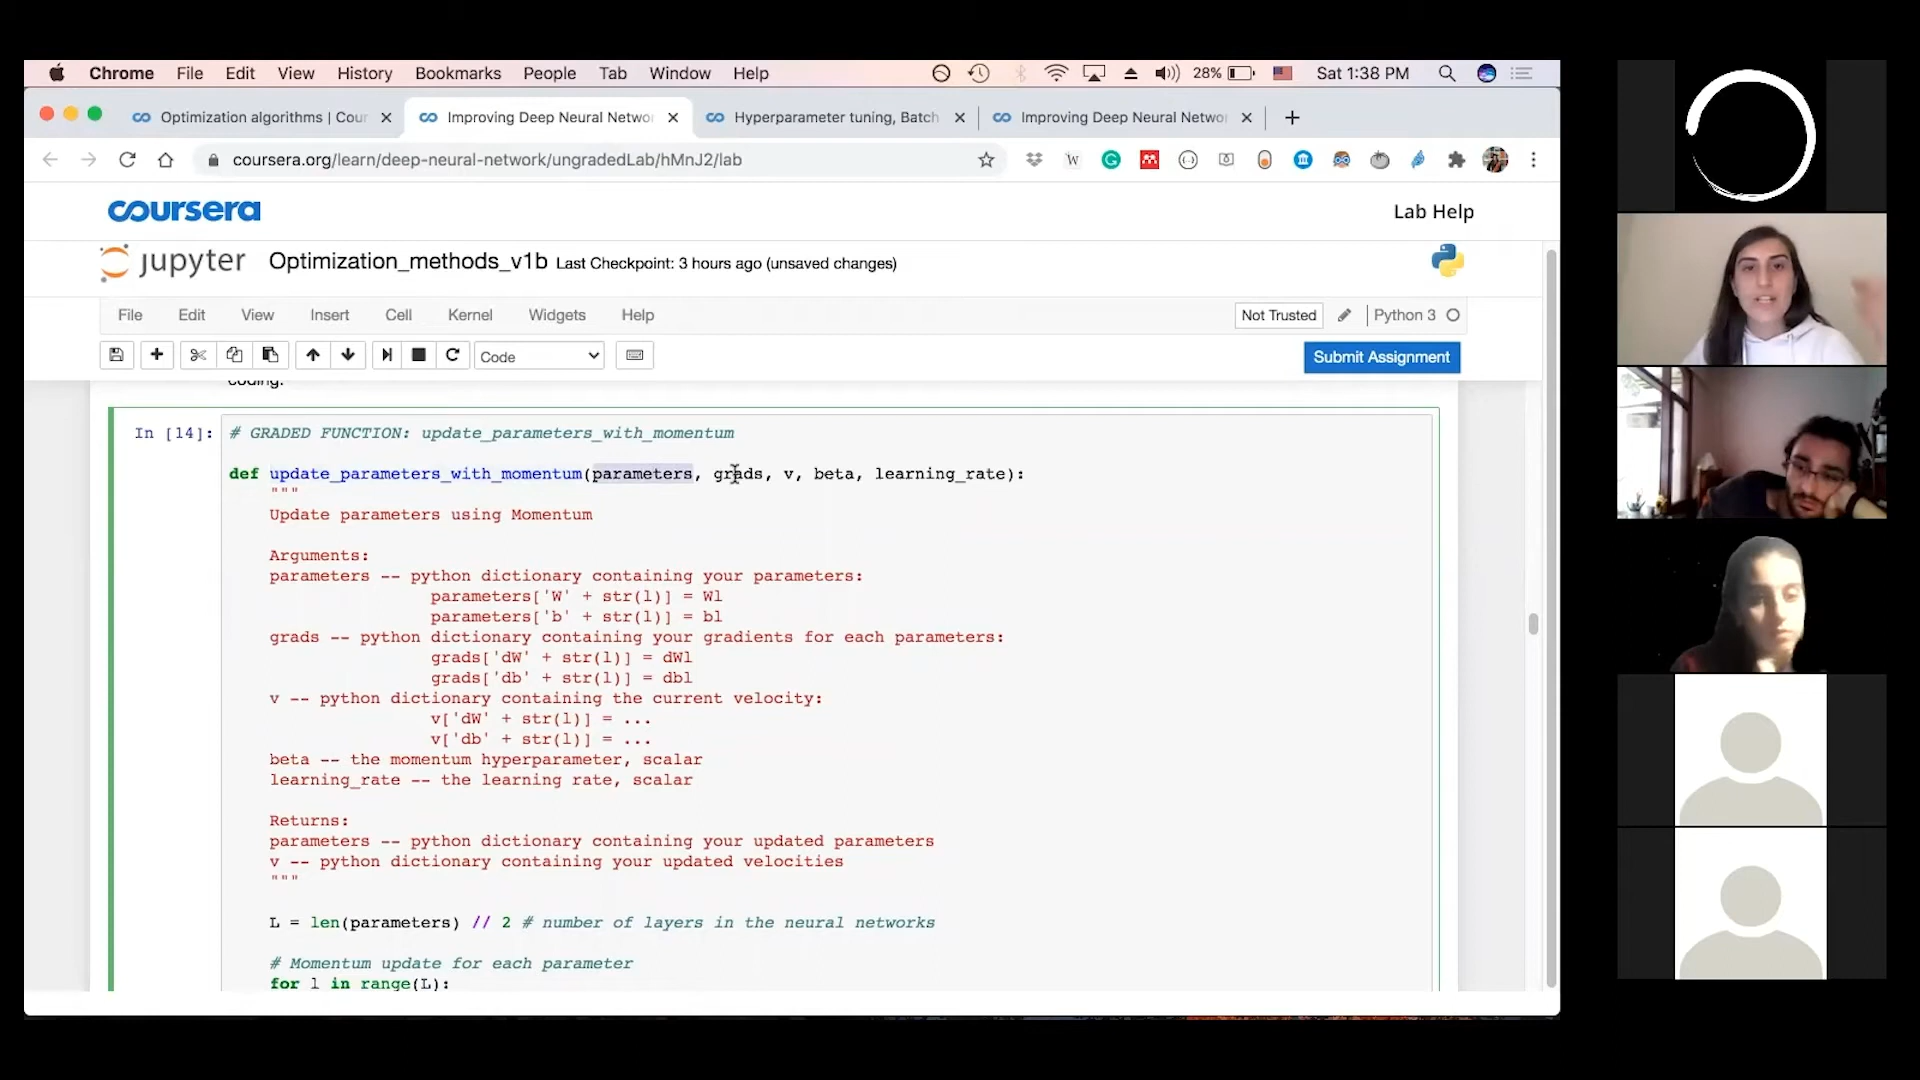 Chrome File Edit View History Bookmarks People Tab Window Help 28% Sat 1:38 PM
Optimization algorithms | Cour Improving Deep Neural Netwo Hyperparameter tuning, Batch Improving Deep Neural Netwo
coursera.org/learn/deep-neural-network/ungradedLab/hMnJ2/lab
coursera Lab Help
jupyter Optimization_methods_v1b Last Checkpoint: 3 hours ago (unsaved changes)
File Edit View Insert Cell Kernel Widgets Help Not Trusted Python 3
Code Submit Assignment
coding.
In [14]: # GRADED FUNCTION: update_parameters_with_momentum
def update_parameters_with_momentum(parameters, grads, v, beta, learning_rate):
"""
Update parameters using Momentum
Arguments:
parameters -- python dictionary containing your parameters:
parameters['W' + str(l)] = Wl
parameters['b' + str(l)] = bl
grads -- python dictionary containing your gradients for each parameters:
grads['dW' + str(l)] = dWl
grads['db' + str(l)] = dbl
v -- python dictionary containing the current velocity:
v['dW' + str(l)] = ...
v['db' + str(l)] = ...
beta -- the momentum hyperparameter, scalar
learning_rate -- the learning rate, scalar
Returns:
parameters -- python dictionary containing your updated parameters
v -- python dictionary containing your updated velocities
"""
L = len(parameters) // 2 # number of layers in the neural networks
# Momentum update for each parameter
for l in range(L):